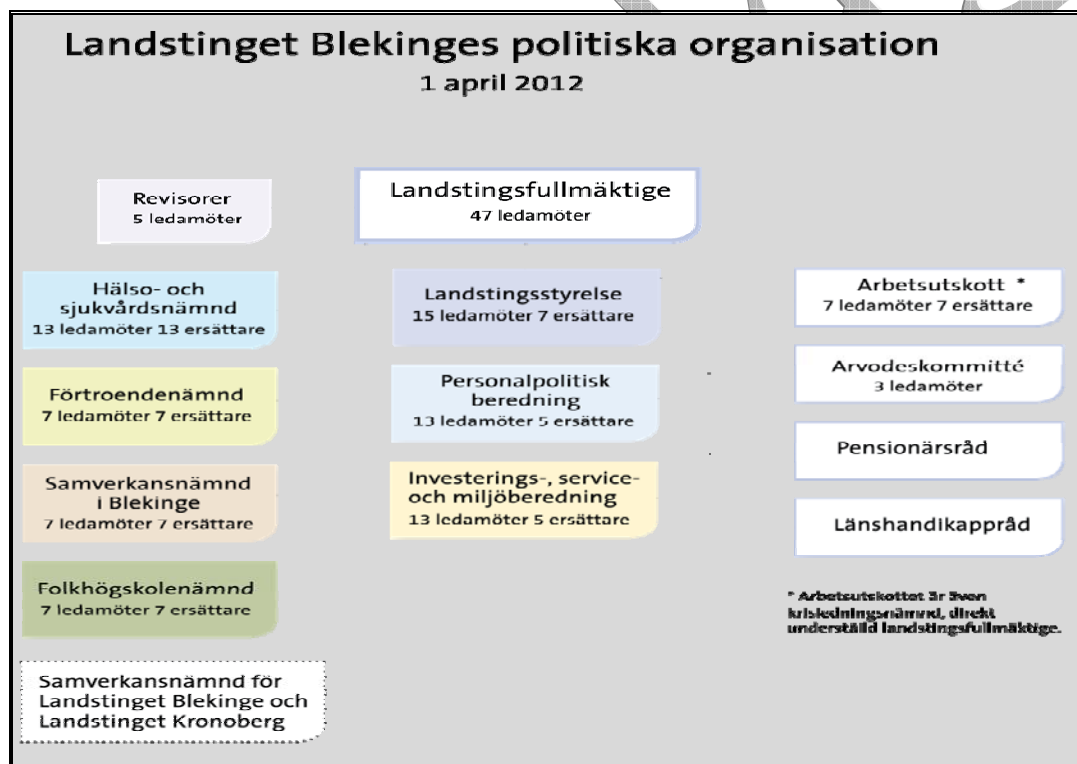 Landstinget Blekinges politiska organisation
1 april 2012
Revisorer
5 ledamöter
Landstingsfullmäktige
47 ledamöter
Hälso- och
sjukvårdsnämnd
13 ledamöter 13 ersättare
Förtroendenämnd
7 ledamöter 7 ersättare
Samverkansnämnd
i Blekinge
7 ledamöter 7 ersättare
Folkhögskolenämnd
7 ledamöter 7 ersättare
Samverkansnämnd för
Landstinget Blekinge och
Landstinget Kronoberg
Landstingsstyrelse
15 ledamöter 7 ersättare
Personalpolitisk
beredning
13 ledamöter 5 ersättare
Investerings-, service-
och miljöberedning
13 ledamöter 5 ersättare
Arbetsutskott *
7 ledamöter 7 ersättare
Arvodeskommitté
3 ledamöter
Pensionärsråd
Länshandikappråd
* Arbetsutskottet är även
krisledningsnämnd, direkt
underställd landstingsfullmäktige.